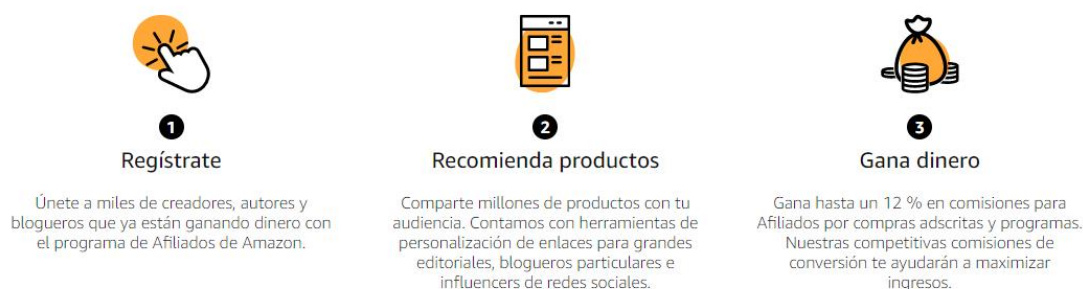 1
Regístrate
Únete a miles de creadores, autores y
blogueros que ya están ganando dinero con
el programa de Afiliados de Amazon.
2
Recomienda productos
Comparte millones de productos con tu
audiencia. Contamos con herramientas de
personalización de enlaces para grandes
editoriales, blogueros particulares e
influencers de redes sociales.
3
Gana dinero
Gana hasta un 12 % en comisiones para
Afiliados por compras adscritas y programas.
Nuestras competitivas comisiones de
conversión te ayudarán a maximizar
ingresos.